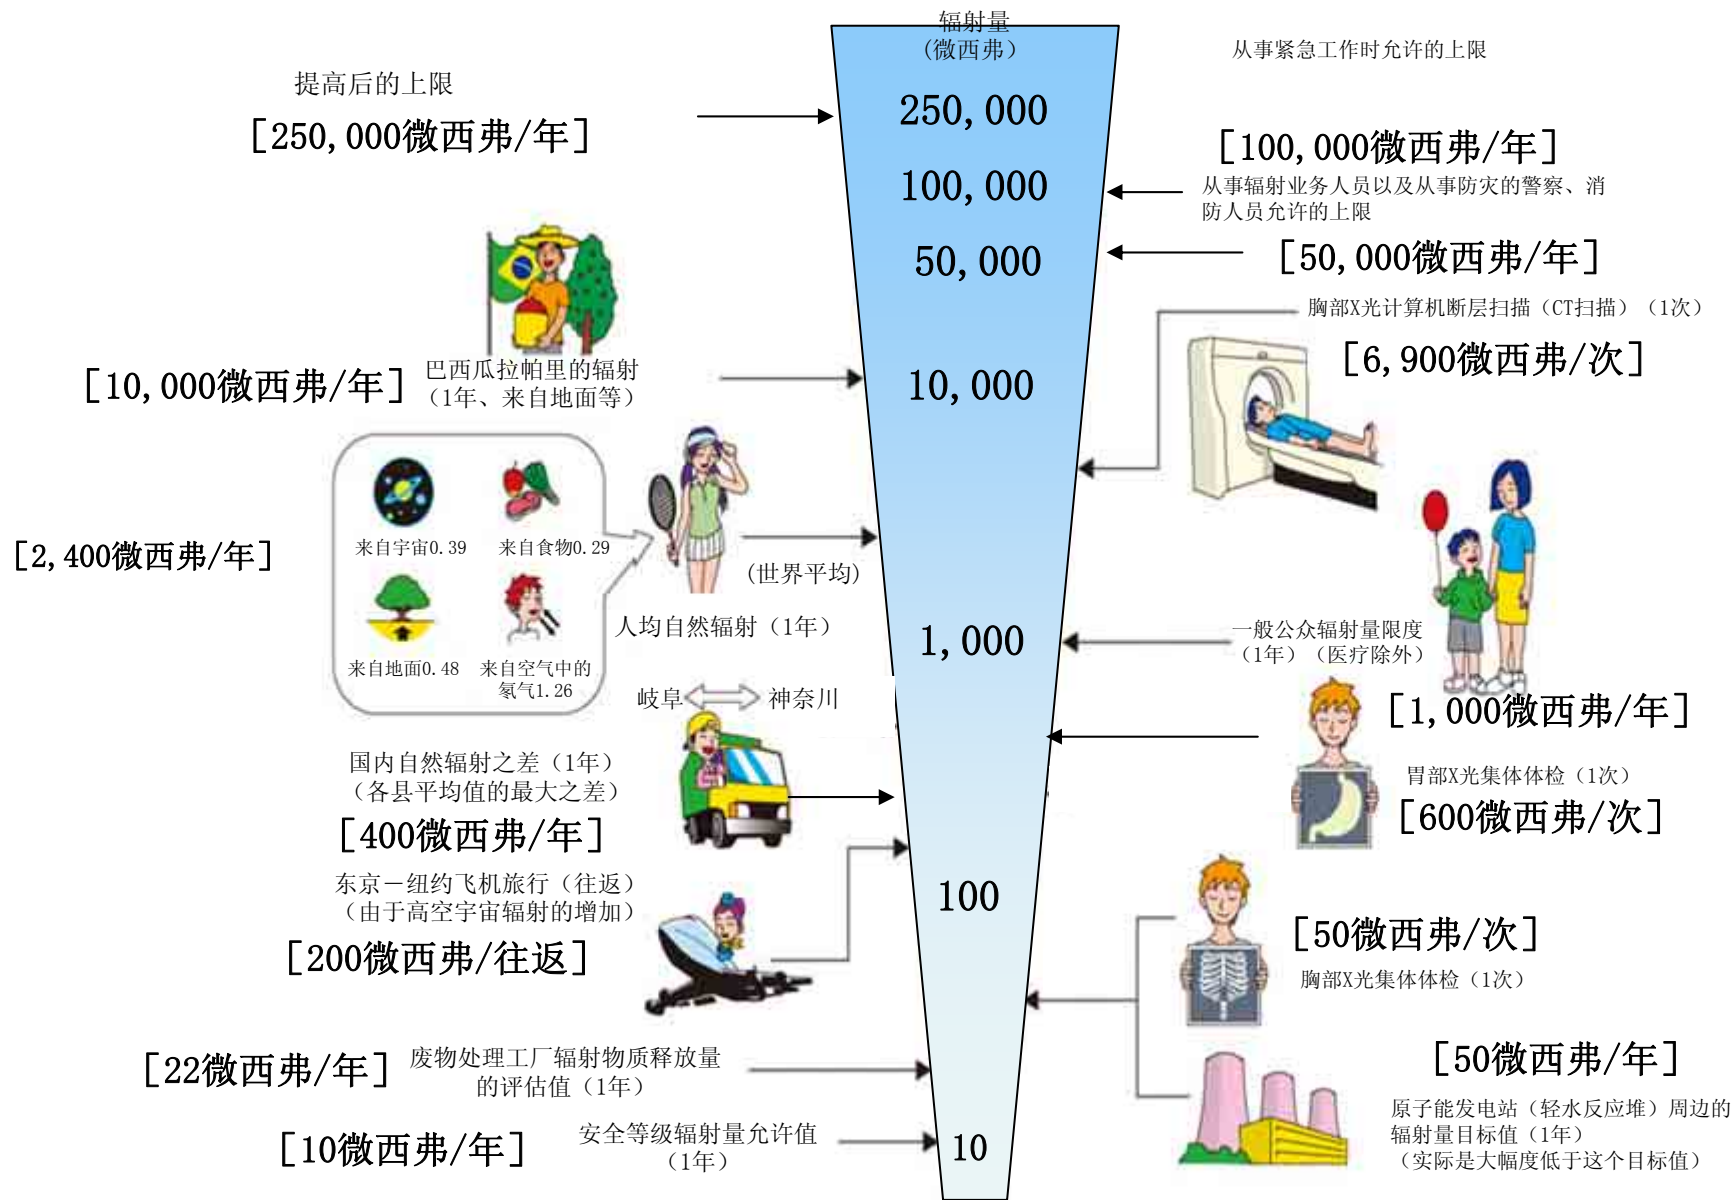 辐射量
(微西弗)
250,000
100,000
50,000
10,000
1,000
100
10
提高后的上限
[250,000微西弗/年]
[10,000微西弗/年]
巴西瓜拉帕里的辐射
（1年、来自地面等）
来自宇宙0.39
来自食物0.29
来自地面0.48
来自空气中的
氡气1.26
[2,400微西弗/年]
(世界平均)
人均自然辐射（1年）
岐阜
神奈川
国内自然辐射之差（1年）
（各县平均值的最大之差）
[400微西弗/年]
东京－纽约飞机旅行（往返）
（由于高空宇宙辐射的增加）
[200微西弗/往返]
[22微西弗/年]
废物处理工厂辐射物质释放量
的评估值（1年）
[10微西弗/年]
安全等级辐射量允许值
（1年）
从事紧急工作时允许的上限
[100,000微西弗/年]
从事辐射业务人员以及从事防灾的警察、消
防人员允许的上限
[50,000微西弗/年]
胸部X光计算机断层扫描（CT扫描）（1次）
[6,900微西弗/次]
一般公众辐射量限度
（1年）（医疗除外）
[1,000微西弗/年]
胃部X光集体体检（1次）
[600微西弗/次]
[50微西弗/次]
胸部X光集体体检（1次）
[50微西弗/年]
原子能发电站（轻水反应堆）周边的
辐射量目标值（1年）
（实际是大幅度低于这个目标值）